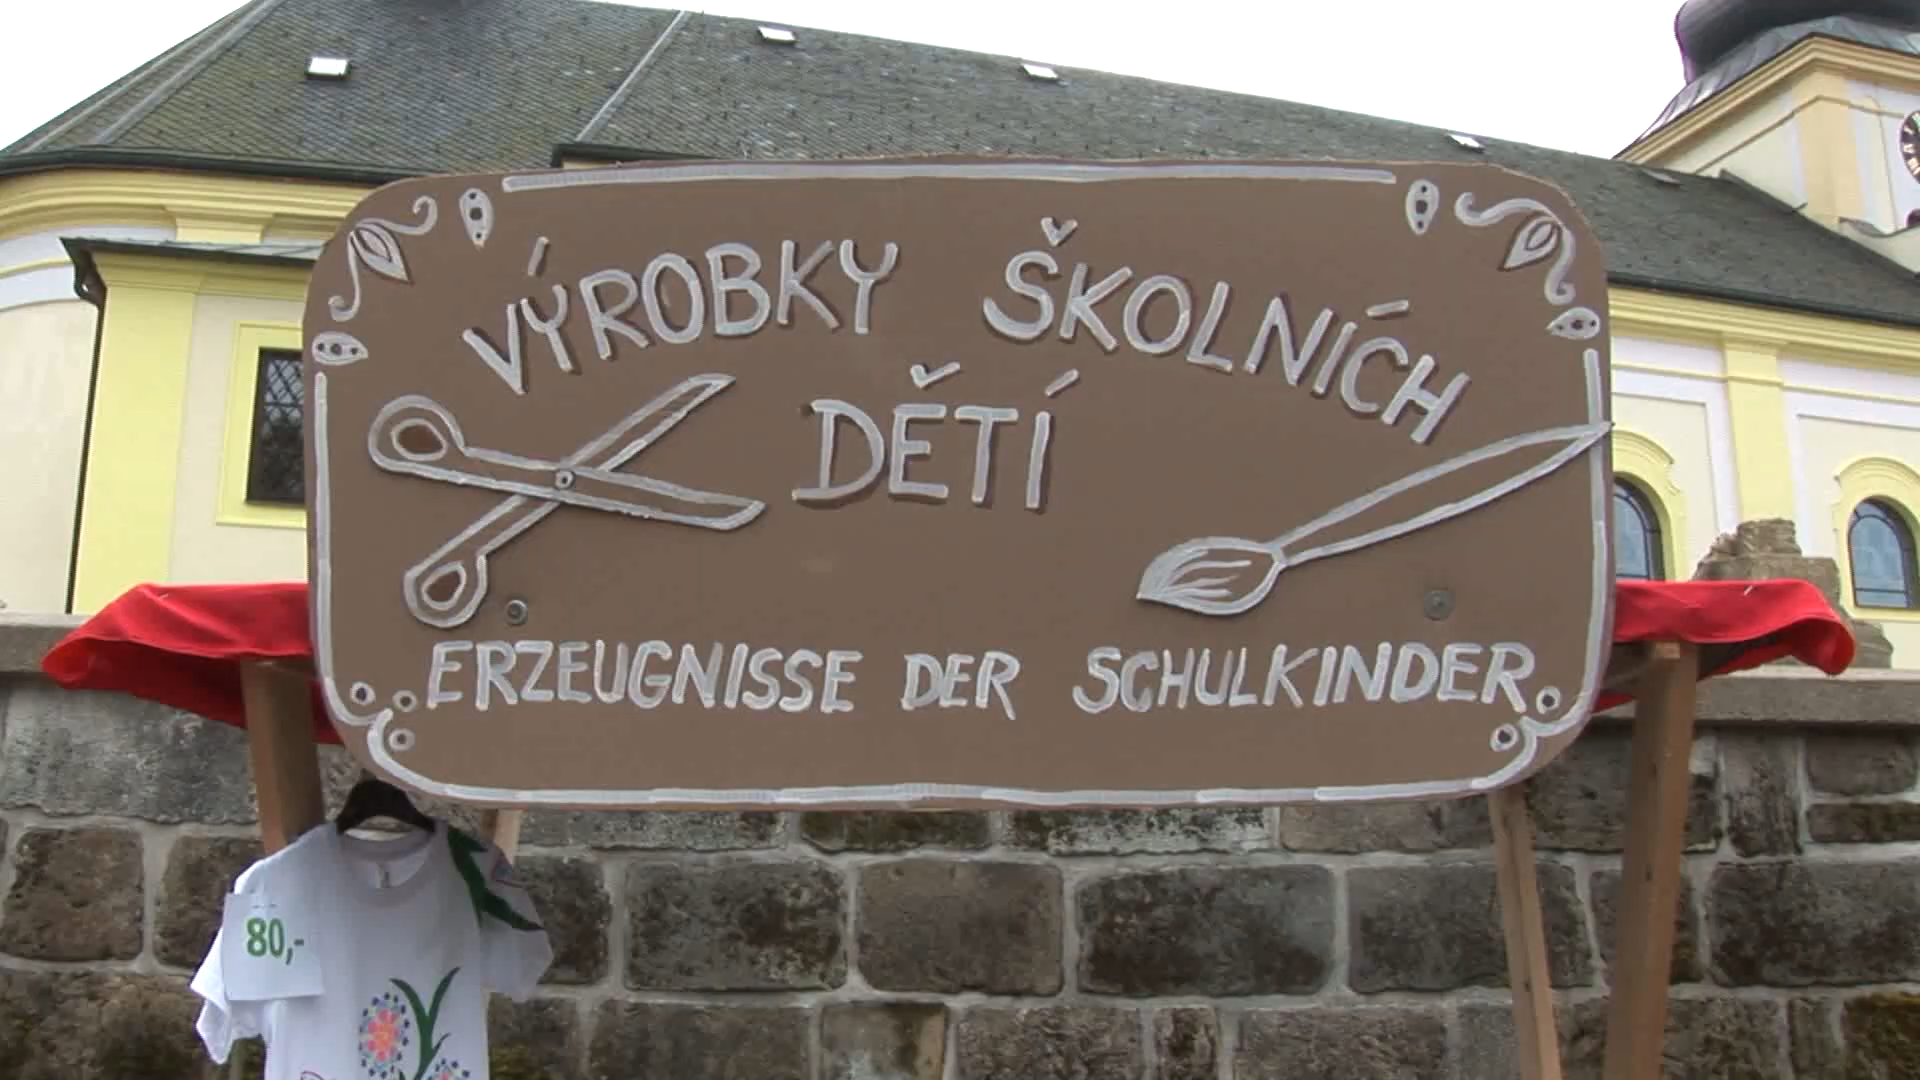 VÝROBKY ŠKOLNÍCH
DĚTÍ
ERZEUGNISSE DER SCHULKINDER
80,-